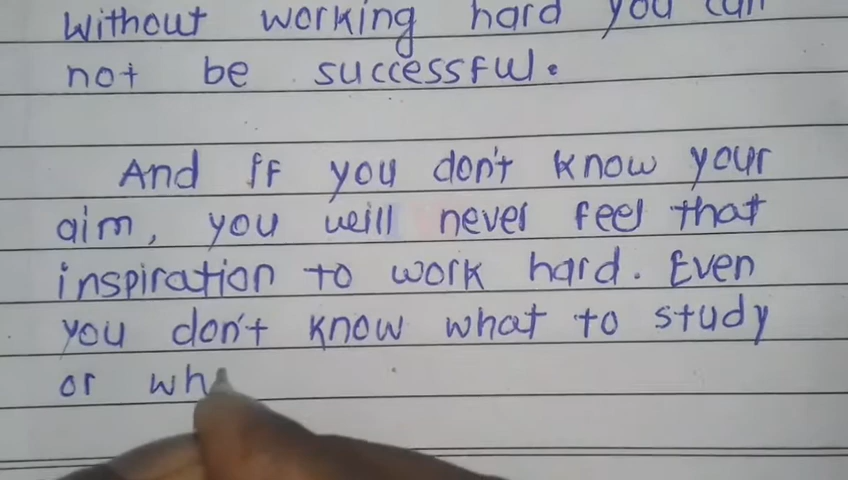 without working hard you can
not be successful.
And if you don't know your
aim, you will never feel that
inspiration to work hard. Even
you don't know what to study
or wh